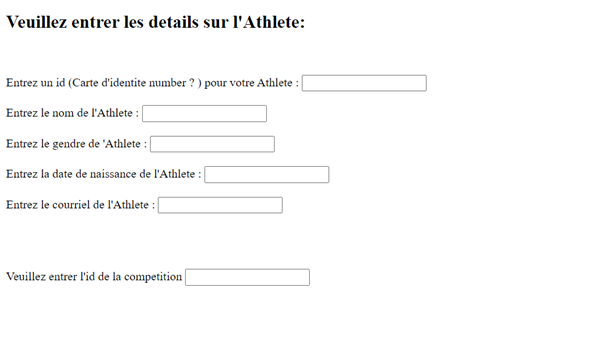 Veuillez entrer les details sur l'Athlete:
Entrez un id (Carte d'identite number ? ) pour votre Athlete :
Entrez le nom de l'Athlete :
Entrez le gendre de 'Athlete :
Entrez la date de naissance de l'Athlete :
Entrez le courriel de l'Athlete :
Veuillez entrer l'id de la competition